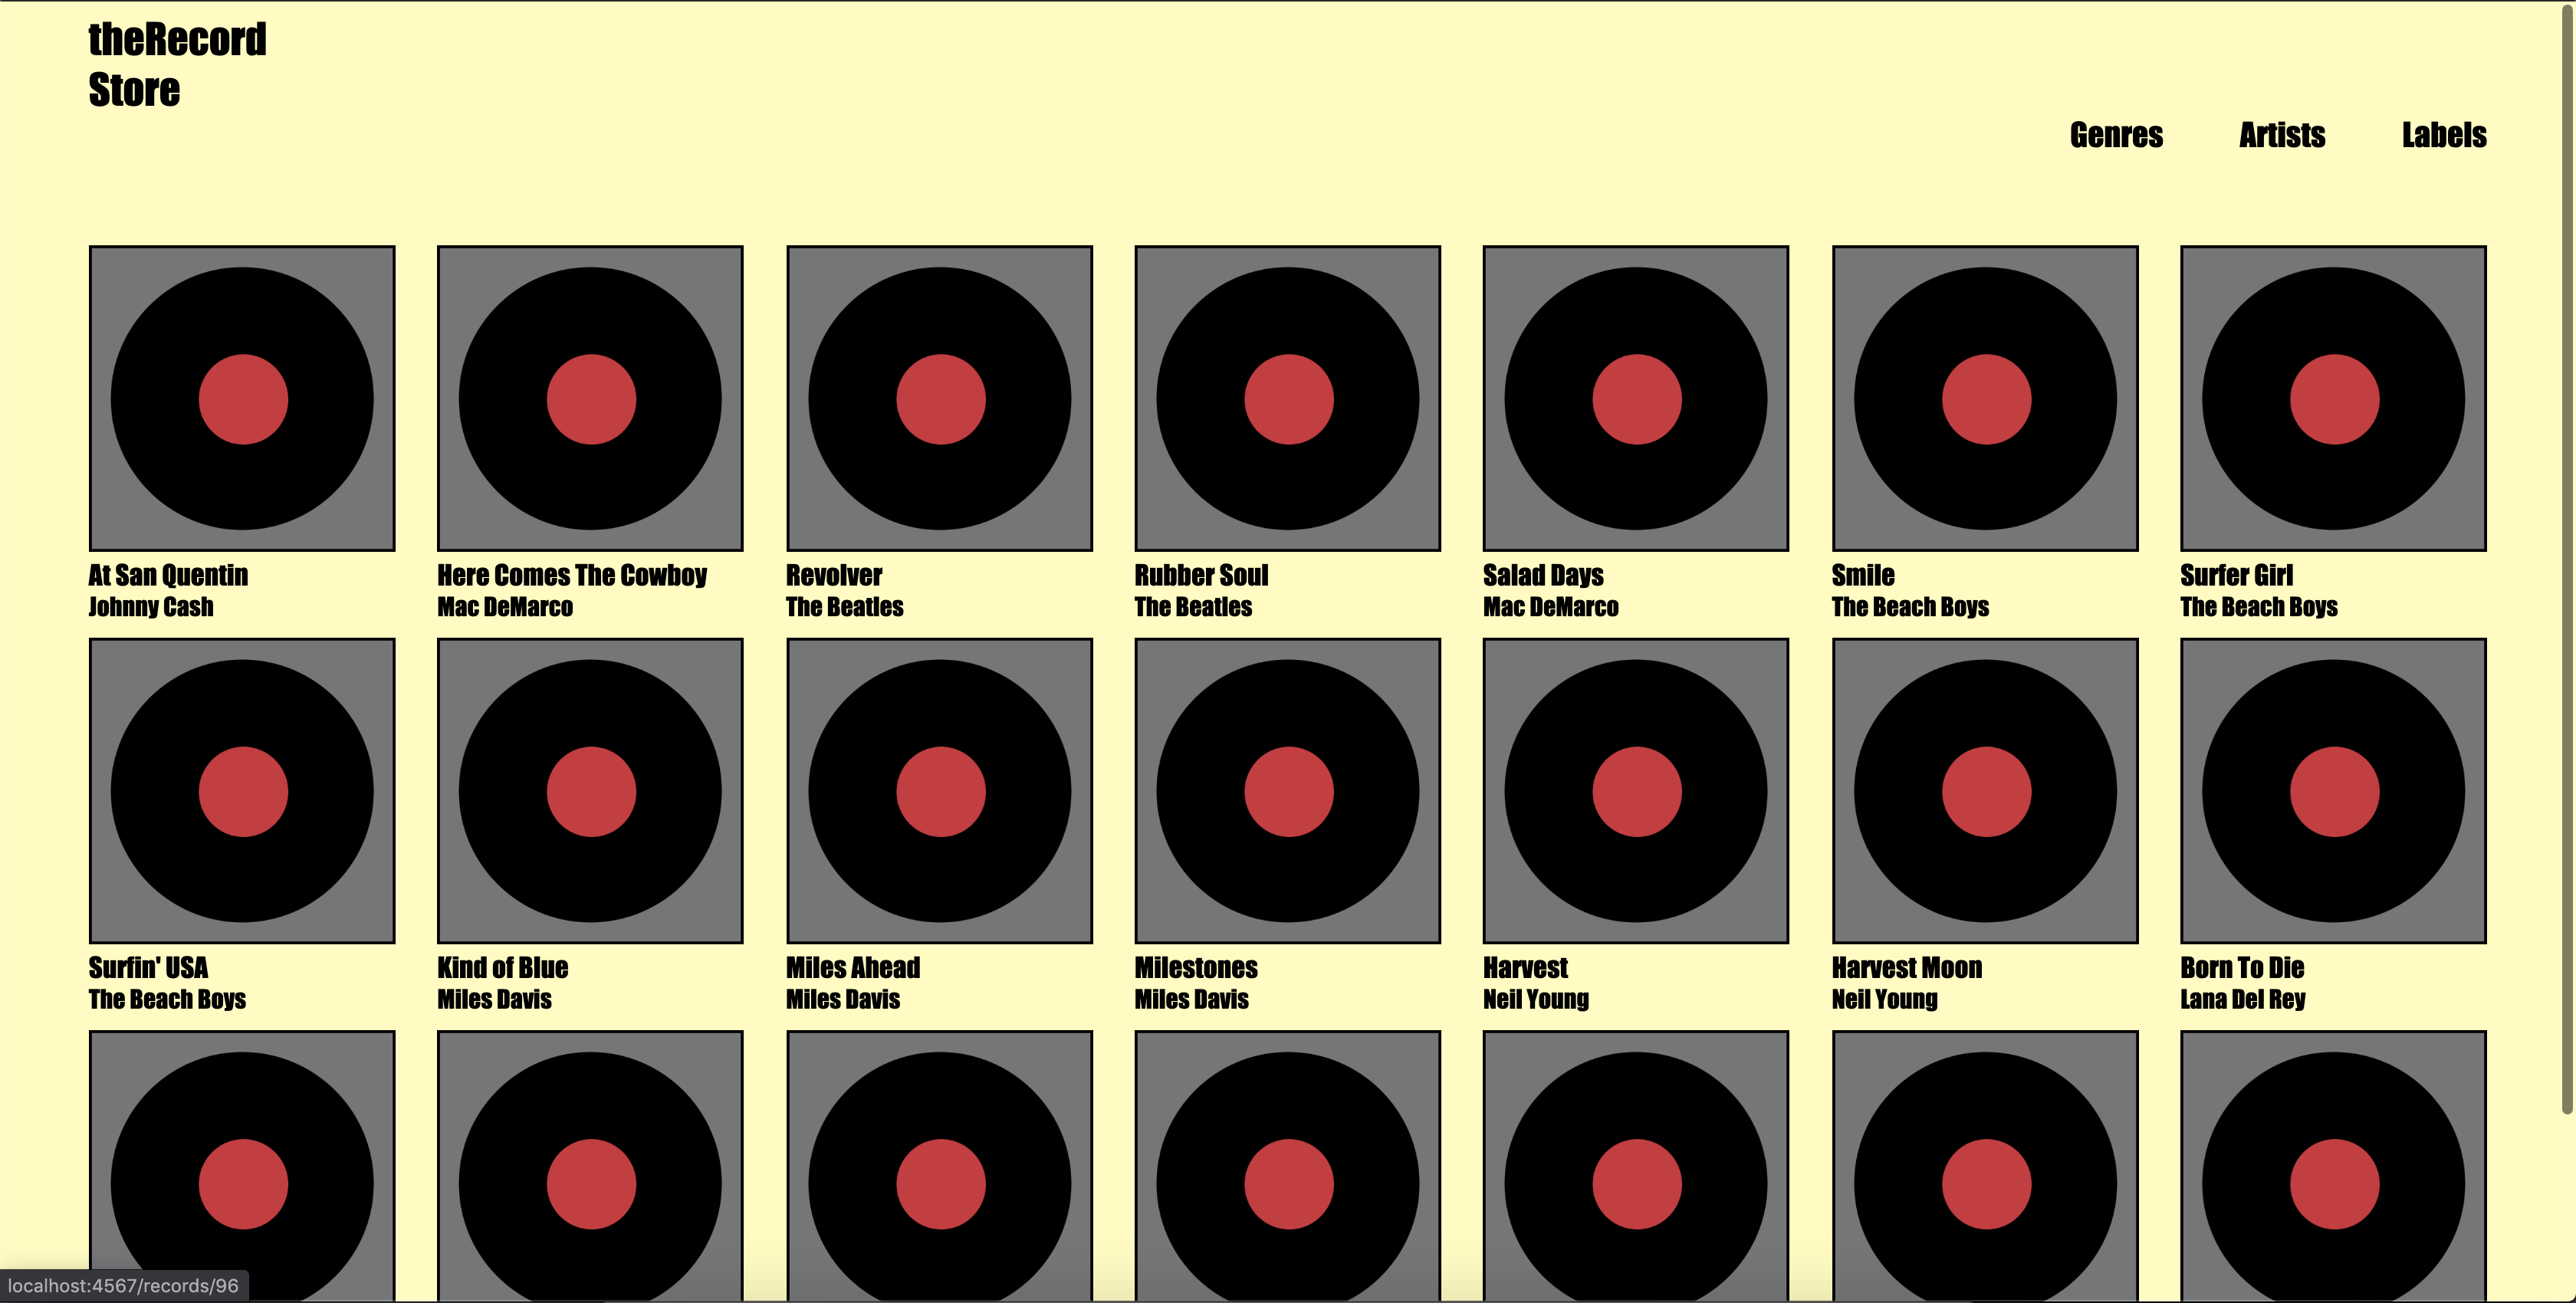 theRecord
Store
Genres
Artists
Labels
At San Quentin
Johnny Cash
Here Comes The Cowboy
Mac DeMarco
Revolver
The Beatles
Rubber Soul
The Beatles
Salad Days
Mac DeMarco
Smile
The Beach Boys
Surfer Girl
The Beach Boys
Surfin' USA
The Beach Boys
Kind of Blue
Miles Davis
Miles Ahead
Miles Davis
Milestones
Miles Davis
Harvest
Neil Young
Harvest Moon
Neil Young
Born To Die
Lana Del Rey
localhost:4567/records/96